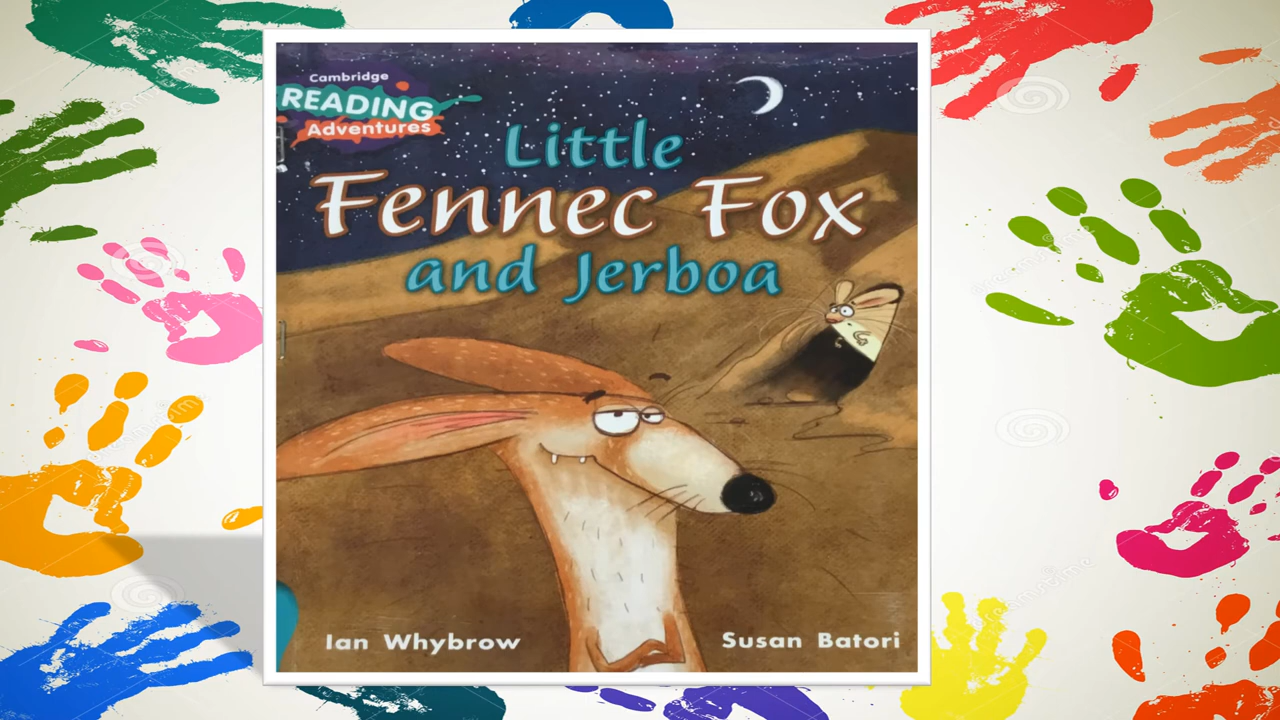 Cambridge
READING
Adventures
Little
Fennec Fox
and Jerboa
Ian Whybrow
Susan Batori